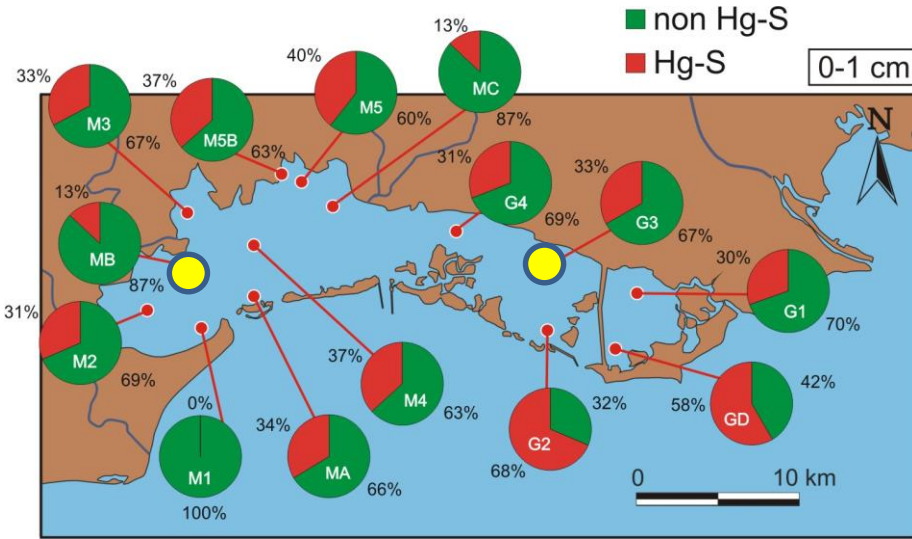 non Hg-S
Hg-S
0-1 cm
N
13%
MC
87%
40%
M5
60%
37%
M5B
63%
33%
M3
67%
31%
G4
69%
33%
G3
67%
13%
MB
87%
30%
G1
70%
31%
M2
69%
37%
M4
63%
42%
58%
GD
32%
G2
68%
0%
M1
100%
34%
MA
66%
0 10 km